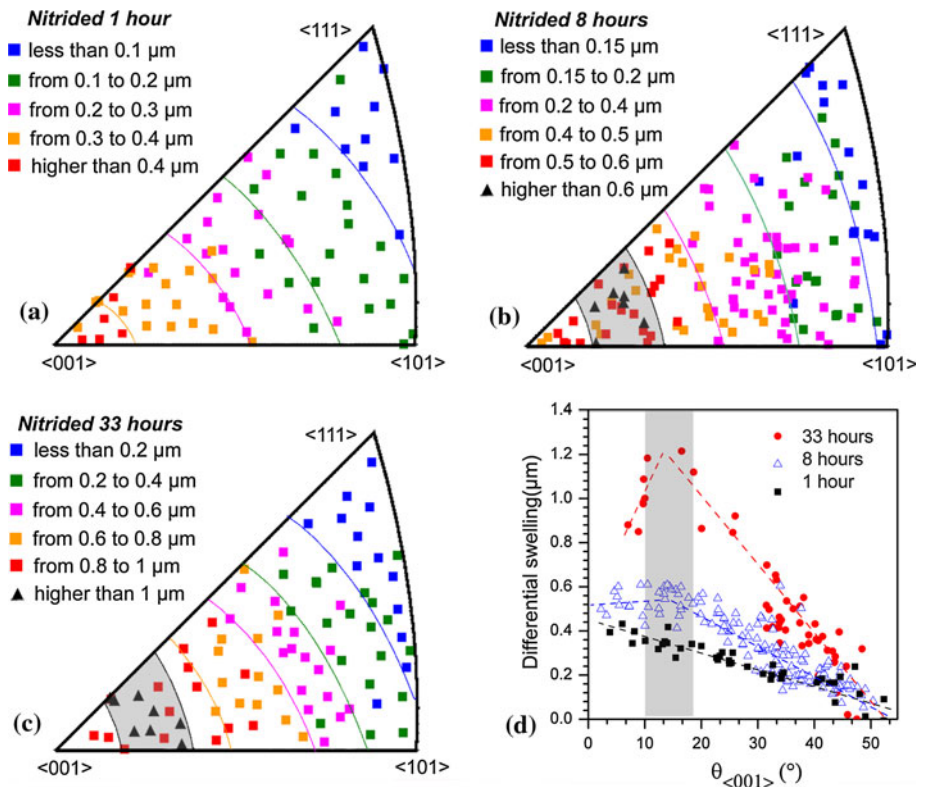 Nitrided 1 hour
less than 0.1 µm
from 0.1 to 0.2 µm
from 0.2 to 0.3 µm
from 0.3 to 0.4 µm
higher than 0.4 µm
<111>
(a)
<001>
<101>
Nitrided 8 hours
less than 0.15 µm
from 0.15 to 0.2 µm
from 0.2 to 0.4 µm
from 0.4 to 0.5 µm
from 0.5 to 0.6 µm
higher than 0.6 µm
<111>
(b)
<001>
<101>
Nitrided 33 hours
less than 0.2 µm
from 0.2 to 0.4 µm
from 0.4 to 0.6 µm
from 0.6 to 0.8 µm
from 0.8 to 1 µm
higher than 1 µm
<111>
(c)
<001>
<101>
Differential swelling(µm)
1.4
1.2
1.0
0.8
0.6
0.4
0.2
0.0
33 hours
8 hours
1 hour
(d)
0 10 20 30 40 50
θ<001> (°)